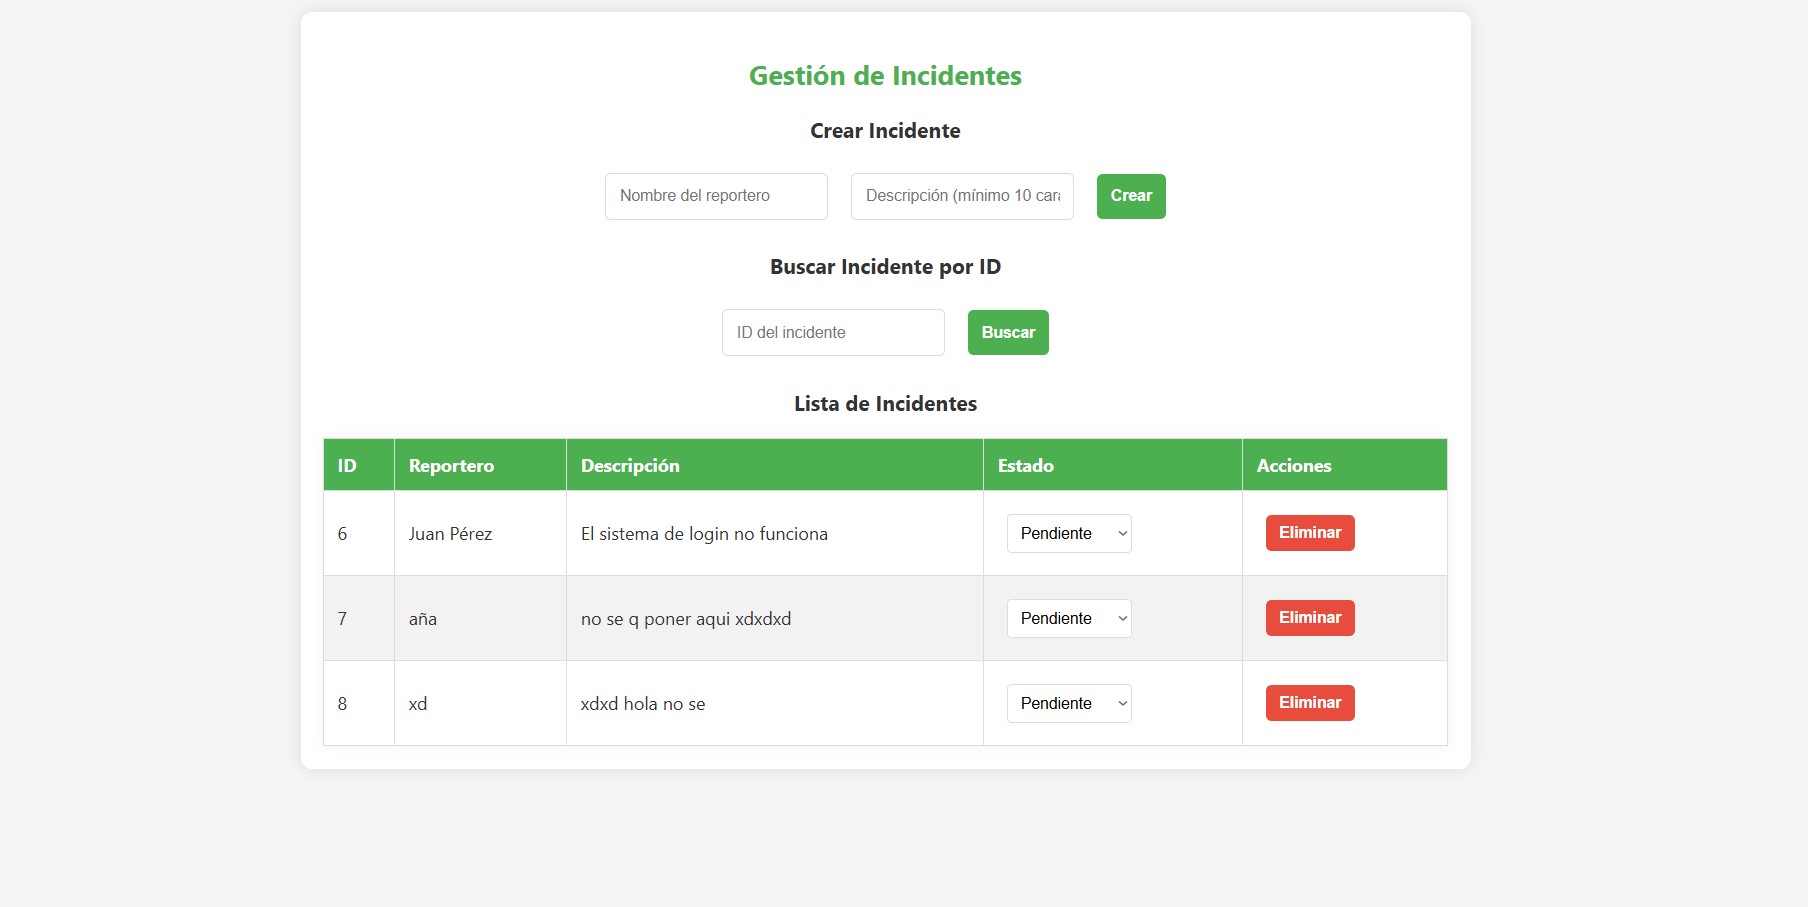 Gestión de Incidentes
Crear Incidente
Nombre del reportero Descripción (mínimo 10 cara Crear
Buscar Incidente por ID
ID del incidente Buscar
Lista de Incidentes
ID Reportero Descripción Estado Acciones
6 Juan Pérez El sistema de login no funciona Pendiente Eliminar
7 aña no se q poner aqui xdxdxd Pendiente Eliminar
8 xd xdxd hola no se Pendiente Eliminar